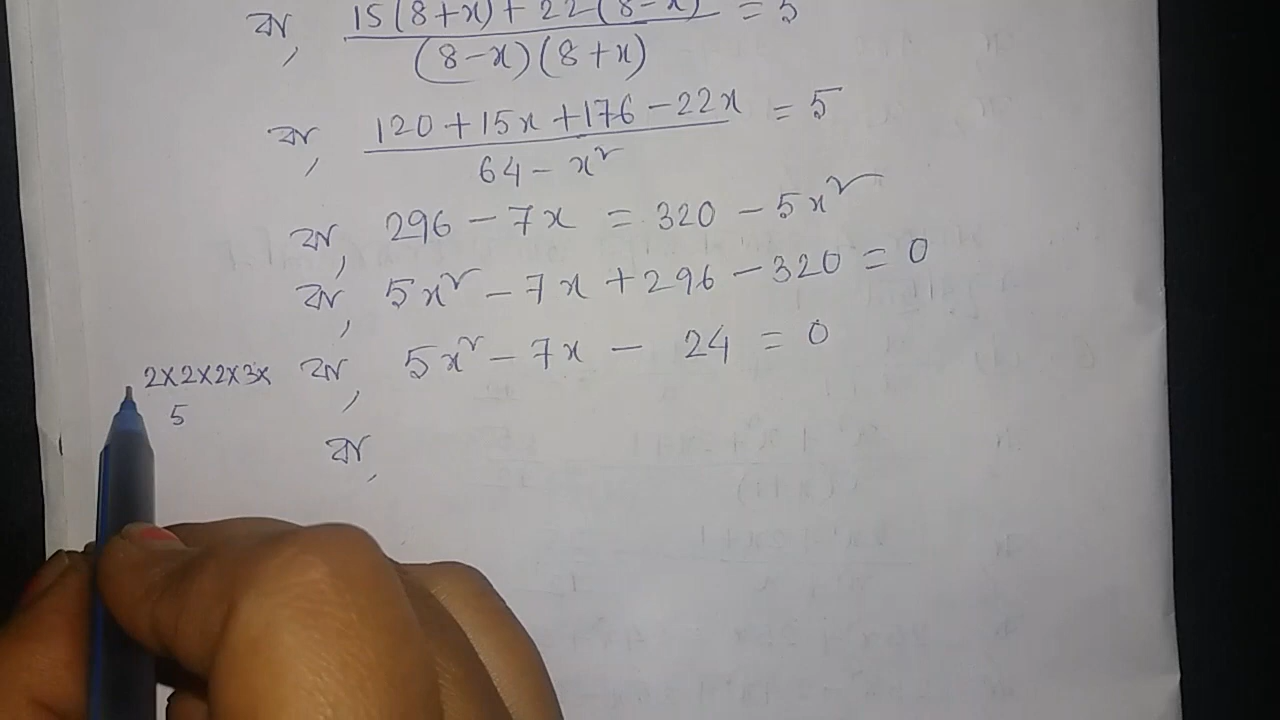 বা, 15(8+x)+22(8-x) = 5
(8-x)(8+x)
বা, 120+15x+176-22x = 5
64-x²
বা, 296-7x = 320-5x²
বা, 5x²-7x+296-320=0
বা, 5x²-7x-24=0
2×2×2×3×
5
বা,